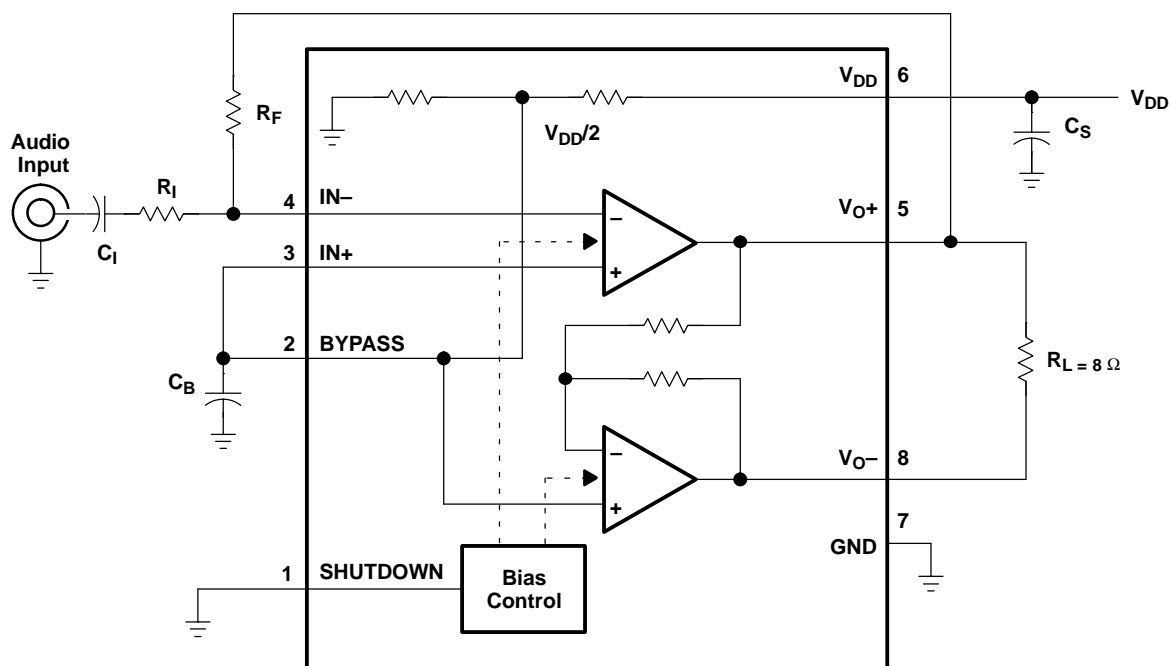 V_DD 6
V_DD
R_F
V_DD/2
C_S
Audio
Input
R_I
C_I
4 IN−
V_O+ 5
3 IN+
−
+
2 BYPASS
C_B
R_L = 8 Ω
−
+
V_O− 8
7
GND
1 SHUTDOWN
Bias
Control